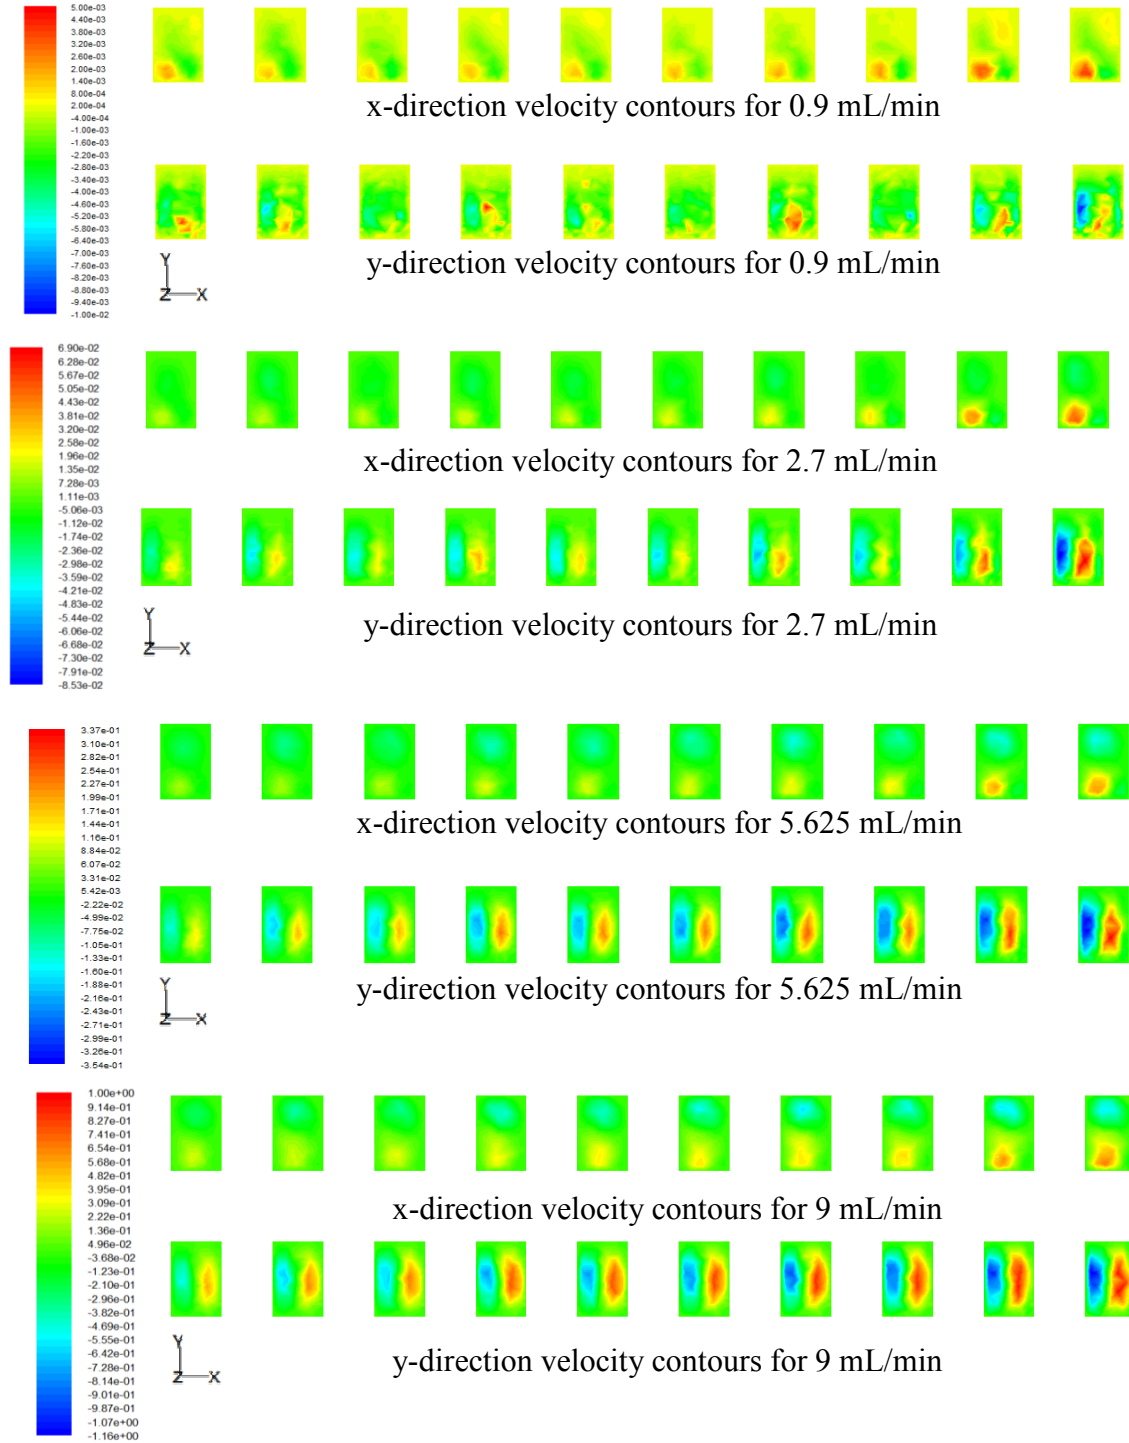 5.00e-03
4.40e-03
3.80e-03
3.20e-03
2.60e-03
2.00e-03
1.40e-03
8.00e-04
2.00e-04
-4.00e-04
-1.00e-03
-1.60e-03
-2.20e-03
-2.80e-03
-3.40e-03
-4.00e-03
-4.60e-03
-5.20e-03
-5.80e-03
-6.40e-03
-7.00e-03
-7.60e-03
-8.20e-03
-8.80e-03
-9.40e-03
-1.00e-02
x-direction velocity contours for 0.9 mL/min
y-direction velocity contours for 0.9 mL/min
Y
Z X
6.90e-02
6.28e-02
5.67e-02
5.05e-02
4.43e-02
3.81e-02
3.20e-02
2.58e-02
1.96e-02
1.35e-02
7.28e-03
1.11e-03
-5.06e-03
-1.12e-02
-1.74e-02
-2.36e-02
-2.98e-02
-3.59e-02
-4.21e-02
-4.83e-02
-5.44e-02
-6.06e-02
-6.68e-02
-7.30e-02
-7.91e-02
-8.53e-02
x-direction velocity contours for 2.7 mL/min
y-direction velocity contours for 2.7 mL/min
Y
Z X
3.37e-01
3.10e-01
2.82e-01
2.54e-01
2.27e-01
1.99e-01
1.71e-01
1.44e-01
1.16e-01
8.84e-02
6.07e-02
3.31e-02
5.42e-03
-2.22e-02
-4.99e-02
-7.75e-02
-1.05e-01
-1.33e-01
-1.60e-01
-1.88e-01
-2.16e-01
-2.43e-01
-2.71e-01
-2.99e-01
-3.26e-01
-3.54e-01
x-direction velocity contours for 5.625 mL/min
y-direction velocity contours for 5.625 mL/min
Y
Z X
1.00e+00
9.14e-01
8.27e-01
7.41e-01
6.54e-01
5.68e-01
4.82e-01
3.95e-01
3.09e-01
2.22e-01
1.36e-01
4.96e-02
-3.68e-02
-1.23e-01
-2.10e-01
-2.96e-01
-3.82e-01
-4.69e-01
-5.55e-01
-6.42e-01
-7.28e-01
-8.14e-01
-9.01e-01
-9.87e-01
-1.07e+00
-1.16e+00
x-direction velocity contours for 9 mL/min
y-direction velocity contours for 9 mL/min
Y
Z X